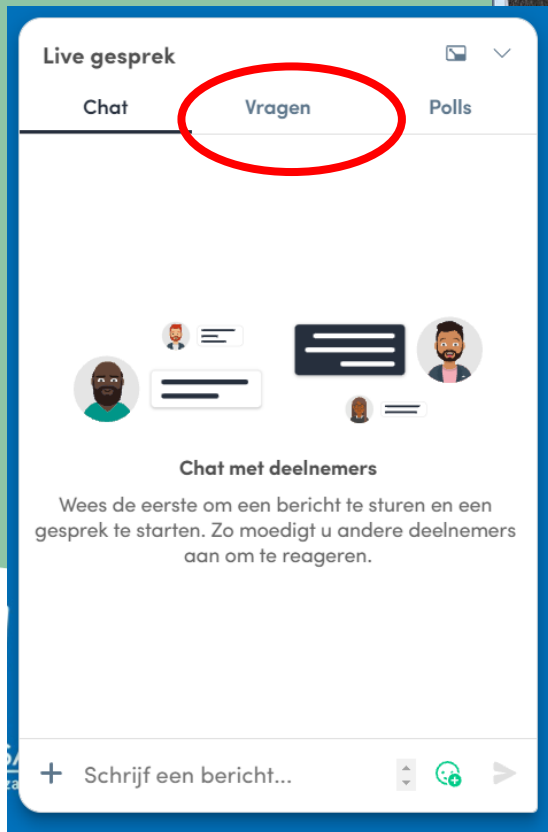 Live gesprek
Chat Vragen Polls
Chat met deelnemers
Wees de eerste om een bericht te sturen en een
gesprek te starten. Zo moedigt u andere deelnemers
aan om te reageren.
Schrijf een bericht...